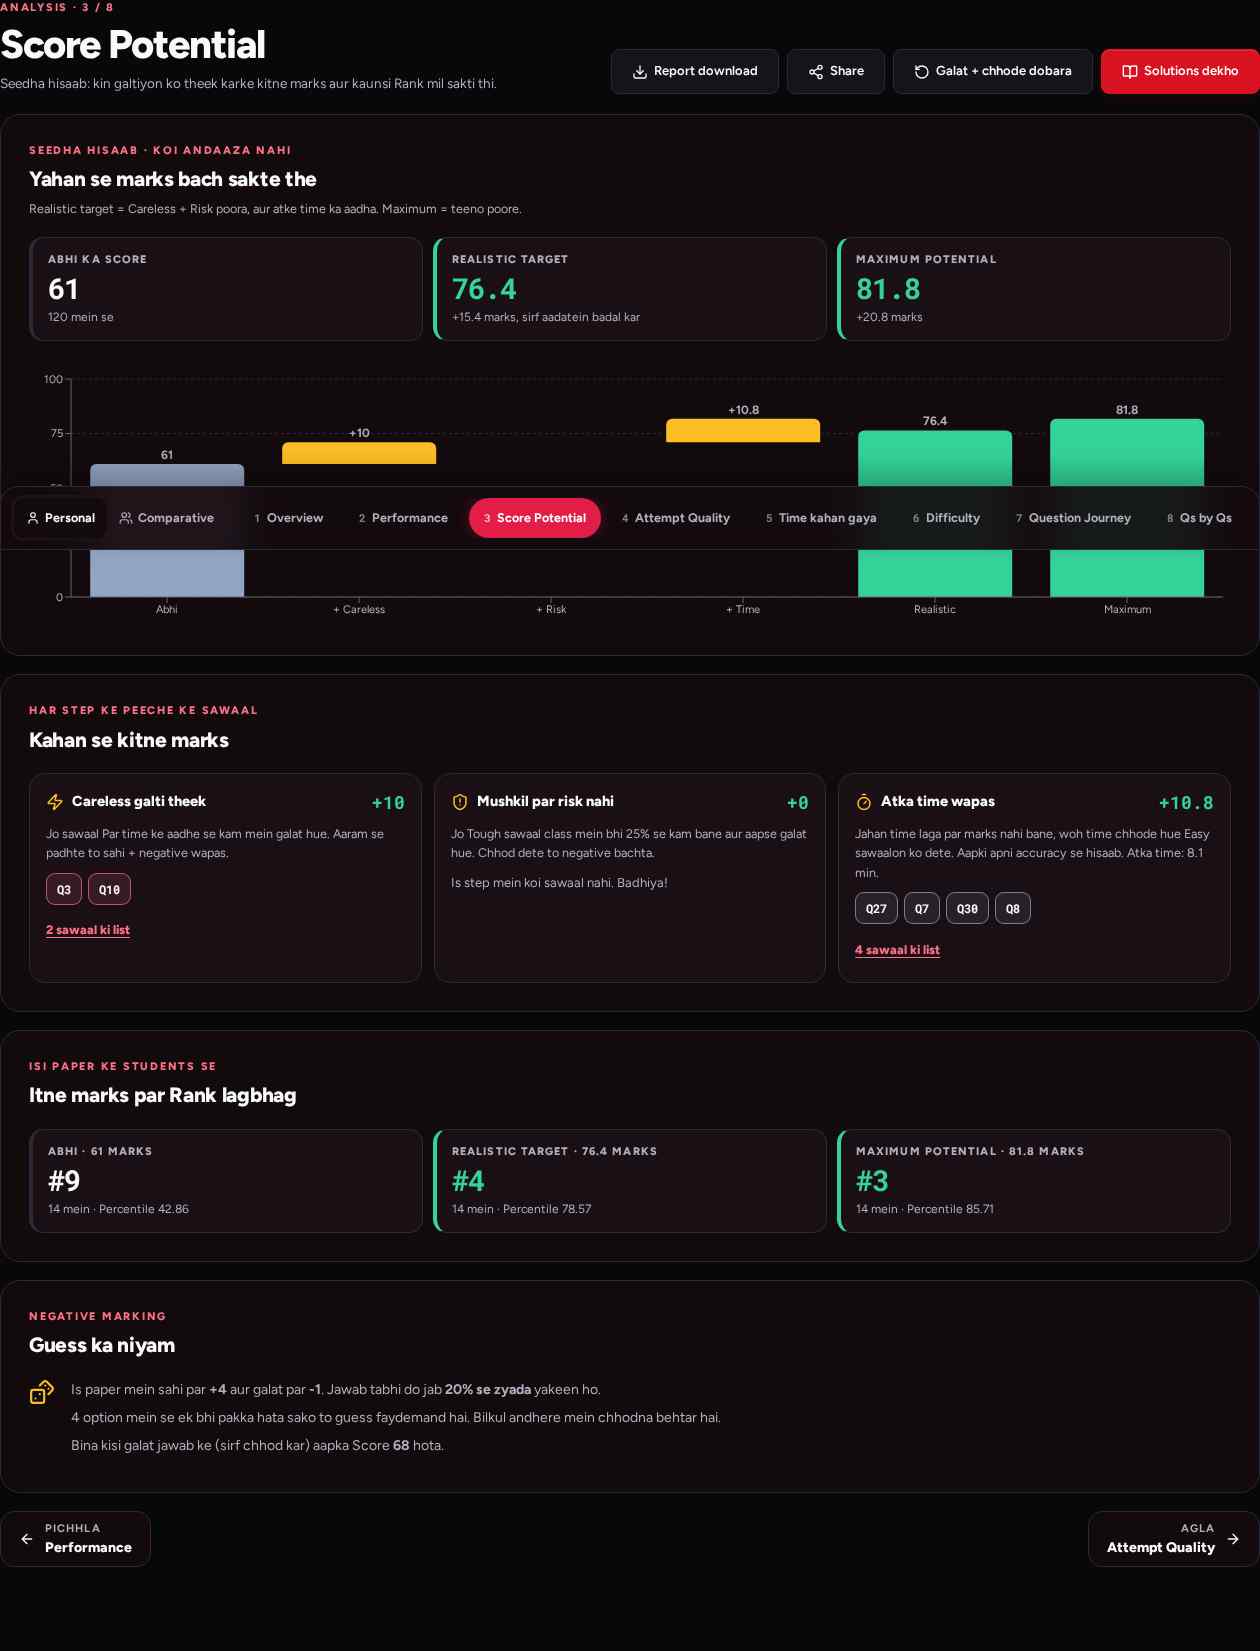 ANALYSIS · 3 / 8
Score Potential
Seedha hisaab: kin galtiyon ko theek karke kitne marks aur kaunsi Rank mil sakti thi.
Report download
Share
Galat + chhode dobara
Solutions dekho
SEEDHA HISAAB · KOI ANDAAZA NAHI
Yahan se marks bach sakte the
Realistic target = Careless + Risk poora, aur atke time ka aadha. Maximum = teeno poore.
ABHI KA SCORE
61
120 mein se
REALISTIC TARGET
76.4
+15.4 marks, sirf aadatein badal kar
MAXIMUM POTENTIAL
81.8
+20.8 marks
100
75
0
61
+10
+10.8
76.4
81.8
Personal
Comparative
1 Overview
2 Performance
3 Score Potential
4 Attempt Quality
5 Time kahan gaya
6 Difficulty
7 Question Journey
8 Qs by Qs
Abhi
+ Careless
+ Risk
+ Time
Realistic
Maximum
HAR STEP KE PEECHE KE SAWAAL
Kahan se kitne marks
Careless galti theek
+10
Jo sawaal Par time ke aadhe se kam mein galat hue. Aaram se
padhte to sahi + negative wapas.
Q3
Q10
2 sawaal ki list
Mushkil par risk nahi
+0
Jo Tough sawaal class mein bhi 25% se kam bane aur aapse galat
hue. Chhod dete to negative bachta.
Is step mein koi sawaal nahi. Badhiya!
Atka time wapas
+10.8
Jahan time laga par marks nahi bane, woh time chhode hue Easy
sawaalon ko dete. Aapki apni accuracy se hisaab. Atka time: 8.1
min.
Q27
Q7
Q30
Q8
4 sawaal ki list
ISI PAPER KE STUDENTS SE
Itne marks par Rank lagbhag
ABHI · 61 MARKS
#9
14 mein · Percentile 42.86
REALISTIC TARGET · 76.4 MARKS
#4
14 mein · Percentile 78.57
MAXIMUM POTENTIAL · 81.8 MARKS
#3
14 mein · Percentile 85.71
NEGATIVE MARKING
Guess ka niyam
Is paper mein sahi par +4 aur galat par -1. Jawab tabhi do jab 20% se zyada yakeen ho.
4 option mein se ek bhi pakka hata sako to guess faydemand hai. Bilkul andhere mein chhodna behtar hai.
Bina kisi galat jawab ke (sirf chhod kar) aapka Score 68 hota.
PICHHLA
Performance
AGLA
Attempt Quality